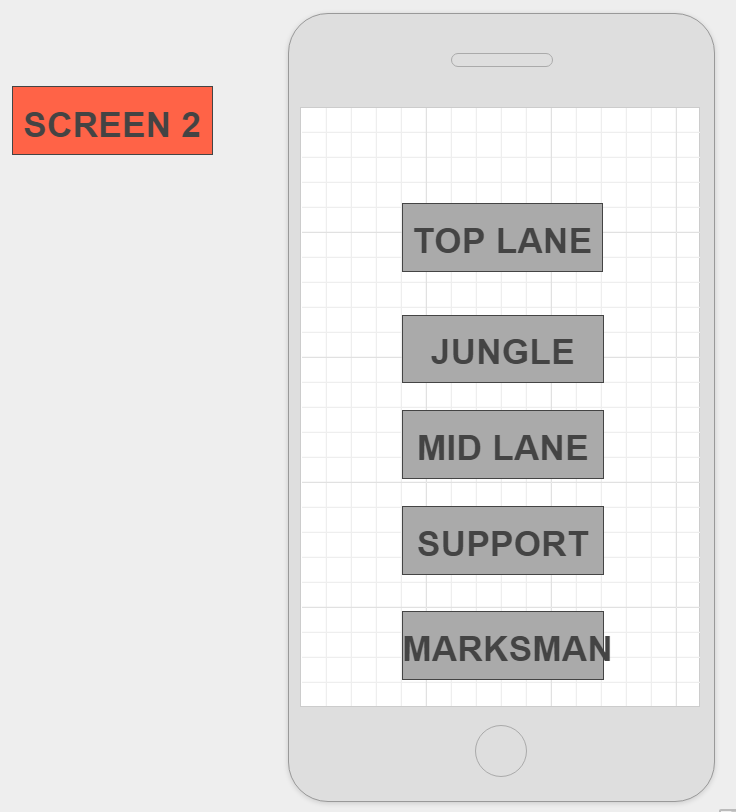 SCREEN 2
TOP LANE
JUNGLE
MID LANE
SUPPORT
MARKSMAN